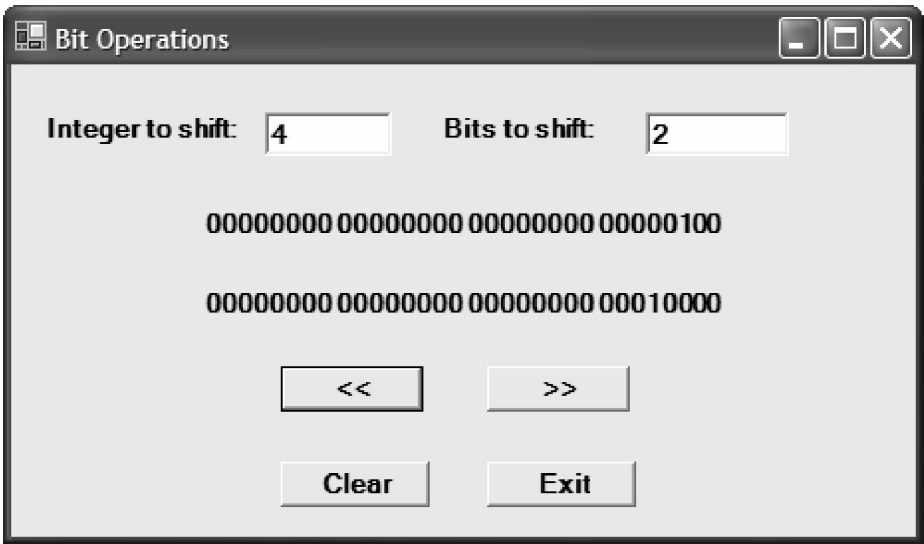 Bit Operations
Integer to shift: 4 Bits to shift: 2
00000000 00000000 00000000 00000100
00000000 00000000 00000000 00010000
<< >>
Clear Exit